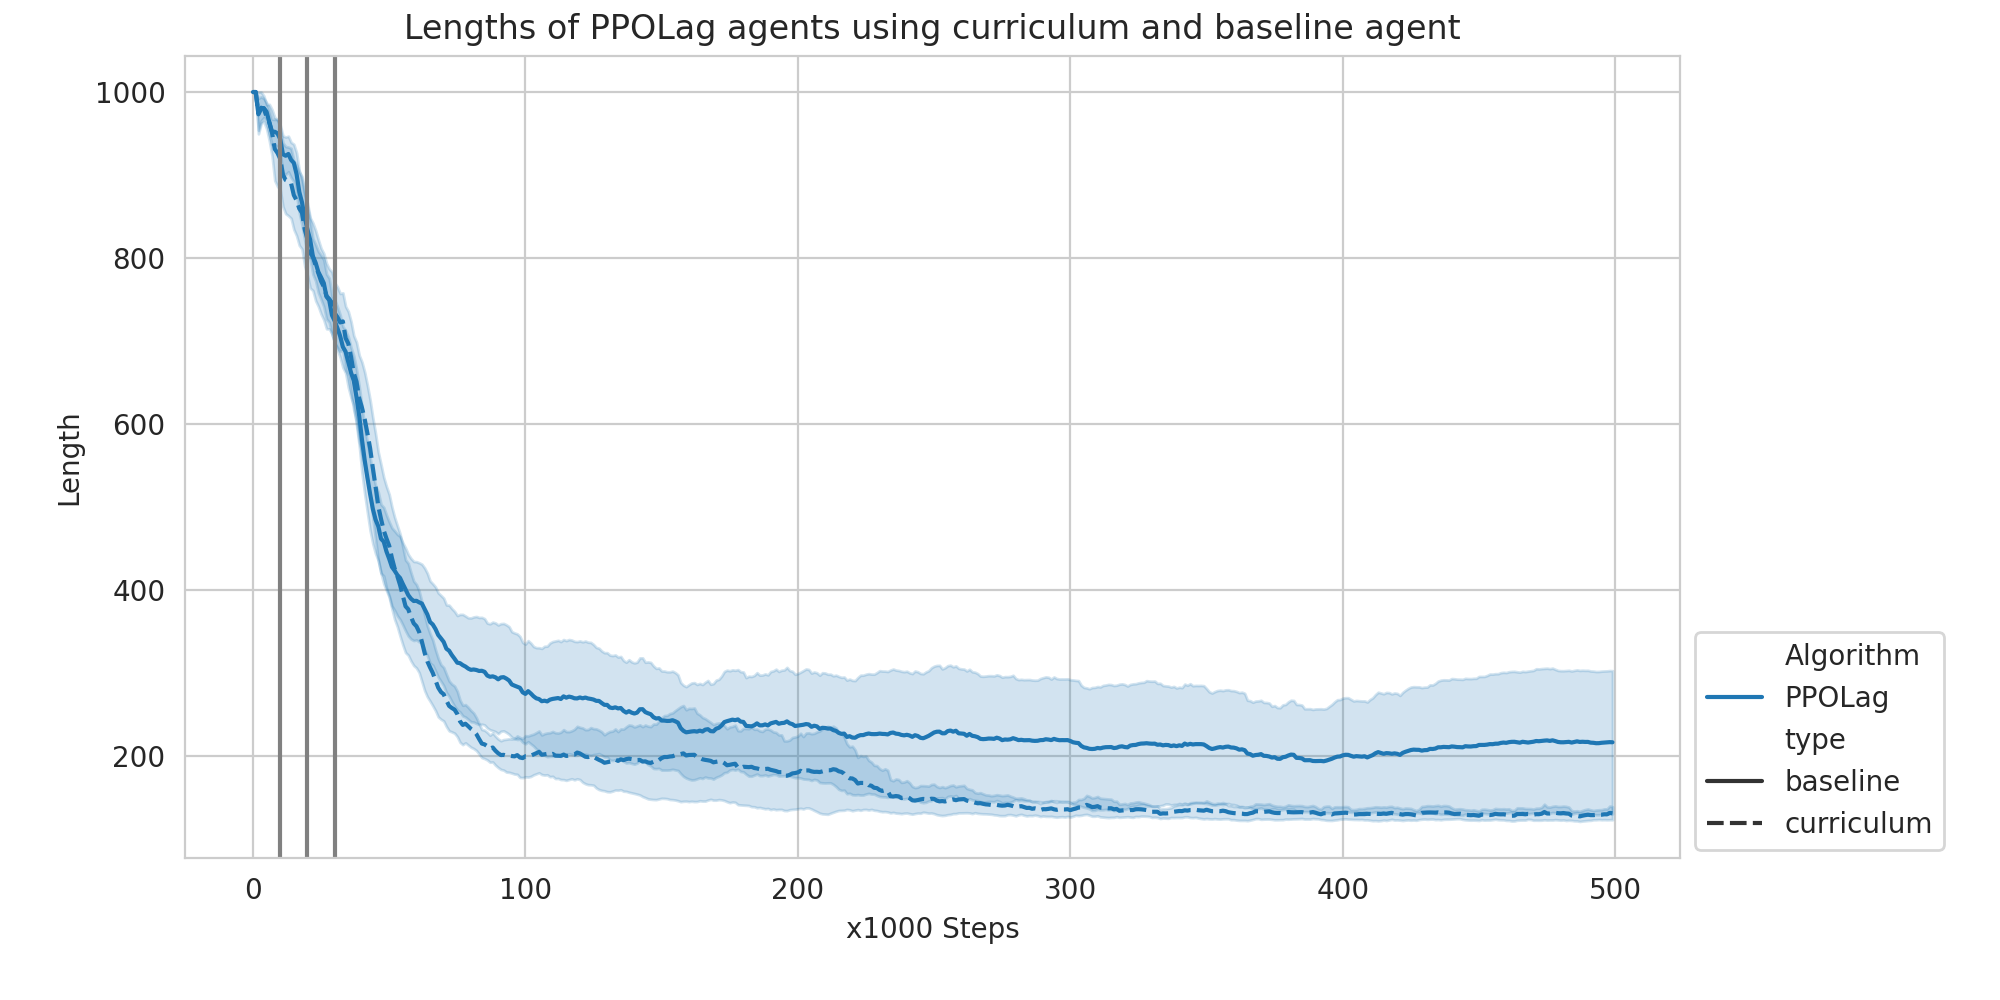 Lengths of PPOLag agents using curriculum and baseline agent
1000
800
600
400
200
Length
0 100 200 300 400 500
x1000 Steps
Algorithm
PPOLag
type
baseline
curriculum